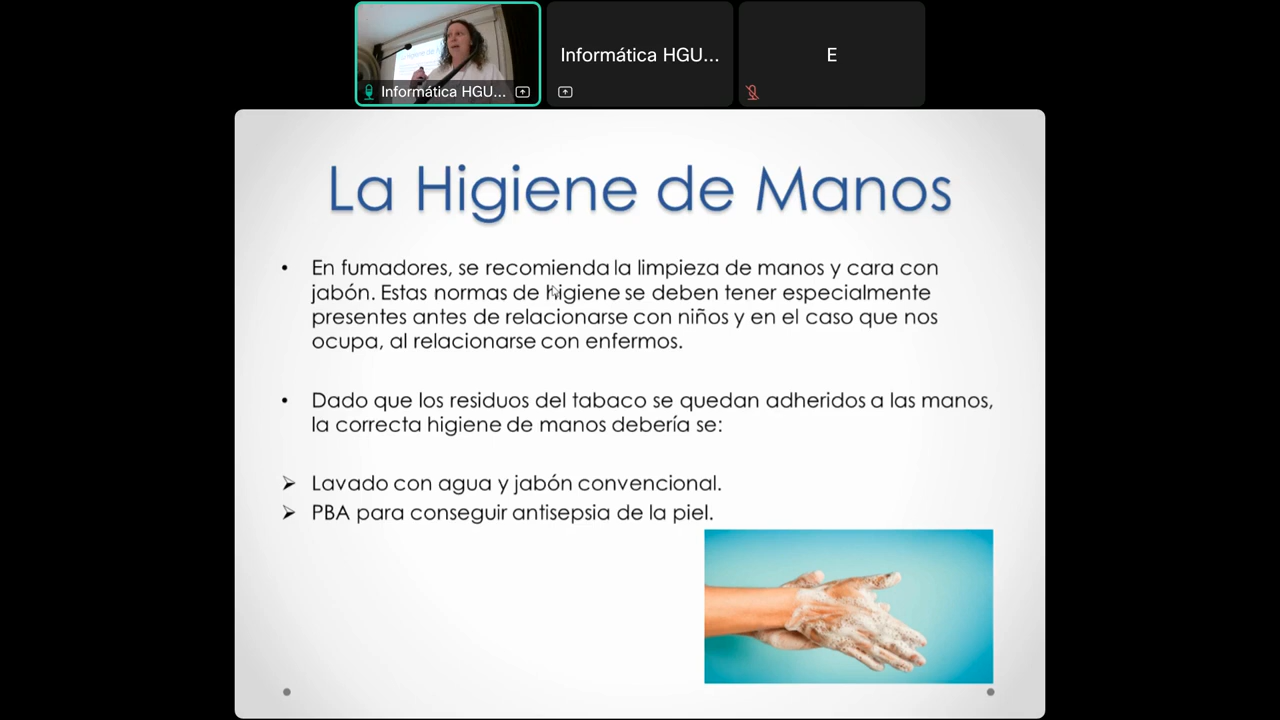 Informática HGU...
Informática HGU...
E
La Higiene de Manos
• En fumadores, se recomienda la limpieza de manos y cara con
jabón. Estas normas de higiene se deben tener especialmente
presentes antes de relacionarse con niños y en el caso que nos
ocupa, al relacionarse con enfermos.
• Dado que los residuos del tabaco se quedan adheridos a las manos,
la correcta higiene de manos debería se:
➢ Lavado con agua y jabón convencional.
➢ PBA para conseguir antisepsia de la piel.